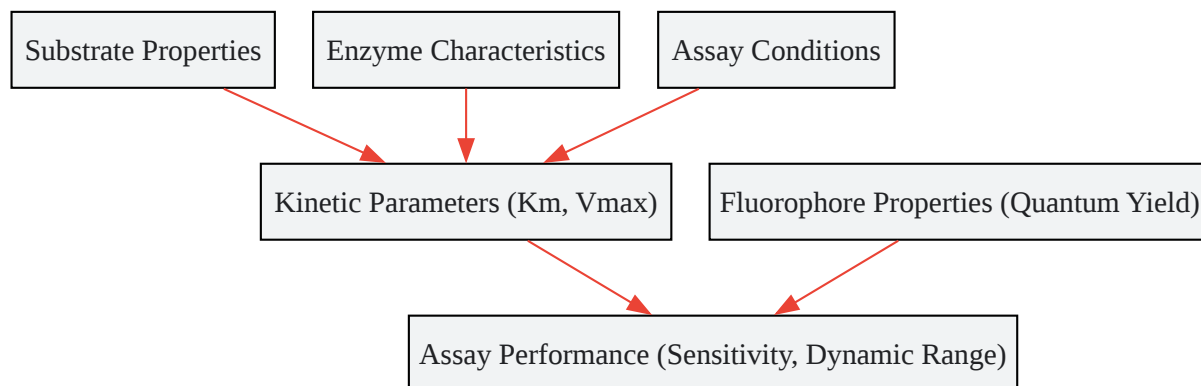 Substrate Properties
Enzyme Characteristics
Assay Conditions
Kinetic Parameters (Km, Vmax)
Fluorophore Properties (Quantum Yield)
Assay Performance (Sensitivity, Dynamic Range)